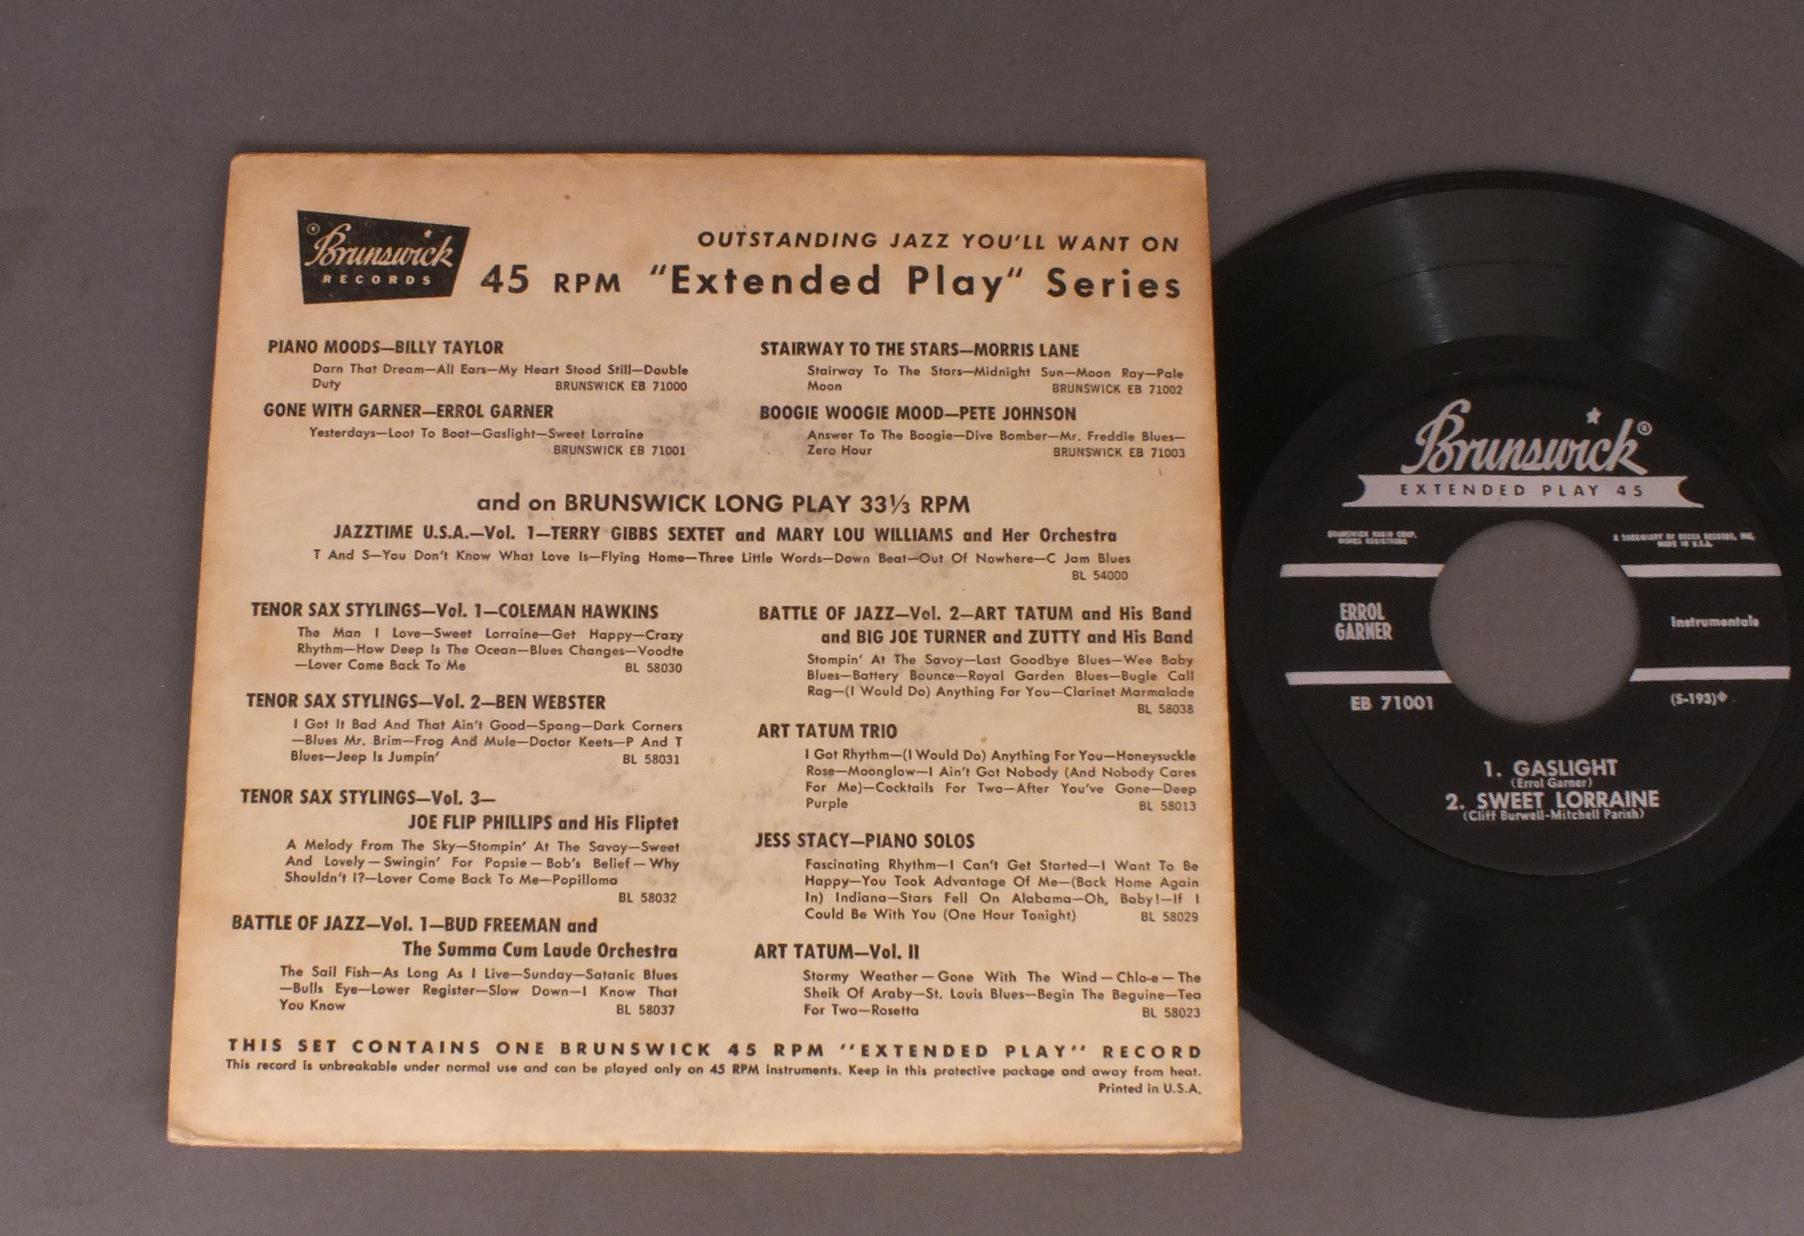 Brunswick
RECORDS
OUTSTANDING JAZZ YOU'LL WANT ON
45 RPM "Extended Play" Series
PIANO MOODS—BILLY TAYLOR
Darn That Dream—All Ears—My Heart Stood Still—Double
Duty BRUNSWICK EB 71000
GONE WITH GARNER—ERROL GARNER
Yesterdays—Loot To Boot—Gaslight—Sweet Lorraine
BRUNSWICK EB 71001
STAIRWAY TO THE STARS—MORRIS LANE
Stairway To The Stars—Midnight Sun—Moon Ray—Pale
Moon BRUNSWICK EB 71002
BOOGIE WOOGIE MOOD—PETE JOHNSON
Answer To The Boogie—Dive Bomber—Mr. Freddie Blues—
Zero Hour BRUNSWICK EB 71003
and on BRUNSWICK LONG PLAY 33⅓ RPM
JAZZTIME U.S.A.—Vol. 1—TERRY GIBBS SEXTET and MARY LOU WILLIAMS and Her Orchestra
T And S—You Don't Know What Love Is—Flying Home—Three Little Words—Down Beat—Out Of Nowhere—C Jam Blues
BL 54000
TENOR SAX STYLINGS—Vol. 1—COLEMAN HAWKINS
The Man I Love—Sweet Lorraine—Get Happy—Crazy
Rhythm—How Deep Is The Ocean—Blues Changes—Voodte
—Lover Come Back To Me BL 58030
TENOR SAX STYLINGS—Vol. 2—BEN WEBSTER
I Got It Bad And That Ain't Good—Spang—Dark Corners
—Blues Mr. Brim—Frog And Mule—Doctor Keets—P And T
Blues—Jeep Is Jumpin' BL 58031
TENOR SAX STYLINGS—Vol. 3—
JOE FLIP PHILLIPS and His Fliptet
A Melody From The Sky—Stompin' At The Savoy—Sweet
And Lovely—Swingin' For Popsie—Bob's Belief—Why
Shouldn't I?—Lover Come Back To Me—Papilloma
BL 58032
BATTLE OF JAZZ—Vol. 1—BUD FREEMAN and
The Summa Cum Laude Orchestra
The Sail Fish—As Long As I Live—Sunday—Satanic Blues
—Bulls Eye—Lower Register—Slow Down—I Know That
You Know BL 58037
BATTLE OF JAZZ—Vol. 2—ART TATUM and His Band
and BIG JOE TURNER and ZUTTY and His Band
Stompin' At The Savoy—Last Goodbye Blues—Wee Baby
Blues—Battery Bounce—Royal Garden Blues—Bugle Call
Rag—(I Would Do) Anything For You—Clarinet Marmalade
BL 58038
ART TATUM TRIO
I Got Rhythm—(I Would Do) Anything For You—Honeysuckle
Rose—Moonglow—I Ain't Got Nobody (And Nobody Cares
For Me)—Cocktails For Two—After You've Gone—Deep
Purple BL 58013
JESS STACY—PIANO SOLOS
Fascinating Rhythm—I Can't Get Started—I Want To Be
Happy—You Took Advantage Of Me—(Back Home Again
In) Indiana—Stars Fell On Alabama—Oh, Baby!—If I
Could Be With You (One Hour Tonight) BL 58029
ART TATUM—Vol. II
Stormy Weather—Gone With The Wind—Chlo-e—The
Sheik Of Araby—St. Louis Blues—Begin The Beguine—Tea
For Two—Rosetta BL 58023
THIS SET CONTAINS ONE BRUNSWICK 45 RPM "EXTENDED PLAY" RECORD
This record is unbreakable under normal use and can be played only on 45 RPM instruments. Keep in this protective package and away from heat.
Printed in U.S.A.
Brunswick
EXTENDED PLAY 45
BRUNSWICK RADIO CORP.
MARCA REGISTRADA
A SUBSIDIARY OF DECCA RECORDS, INC.
MADE IN U.S.A.
ERROL
GARNER
Instrumentals
EB 71001
(S-193)
1. GASLIGHT
(Errol Garner)
2. SWEET LORRAINE
(Cliff Burwell-Mitchell Parish)